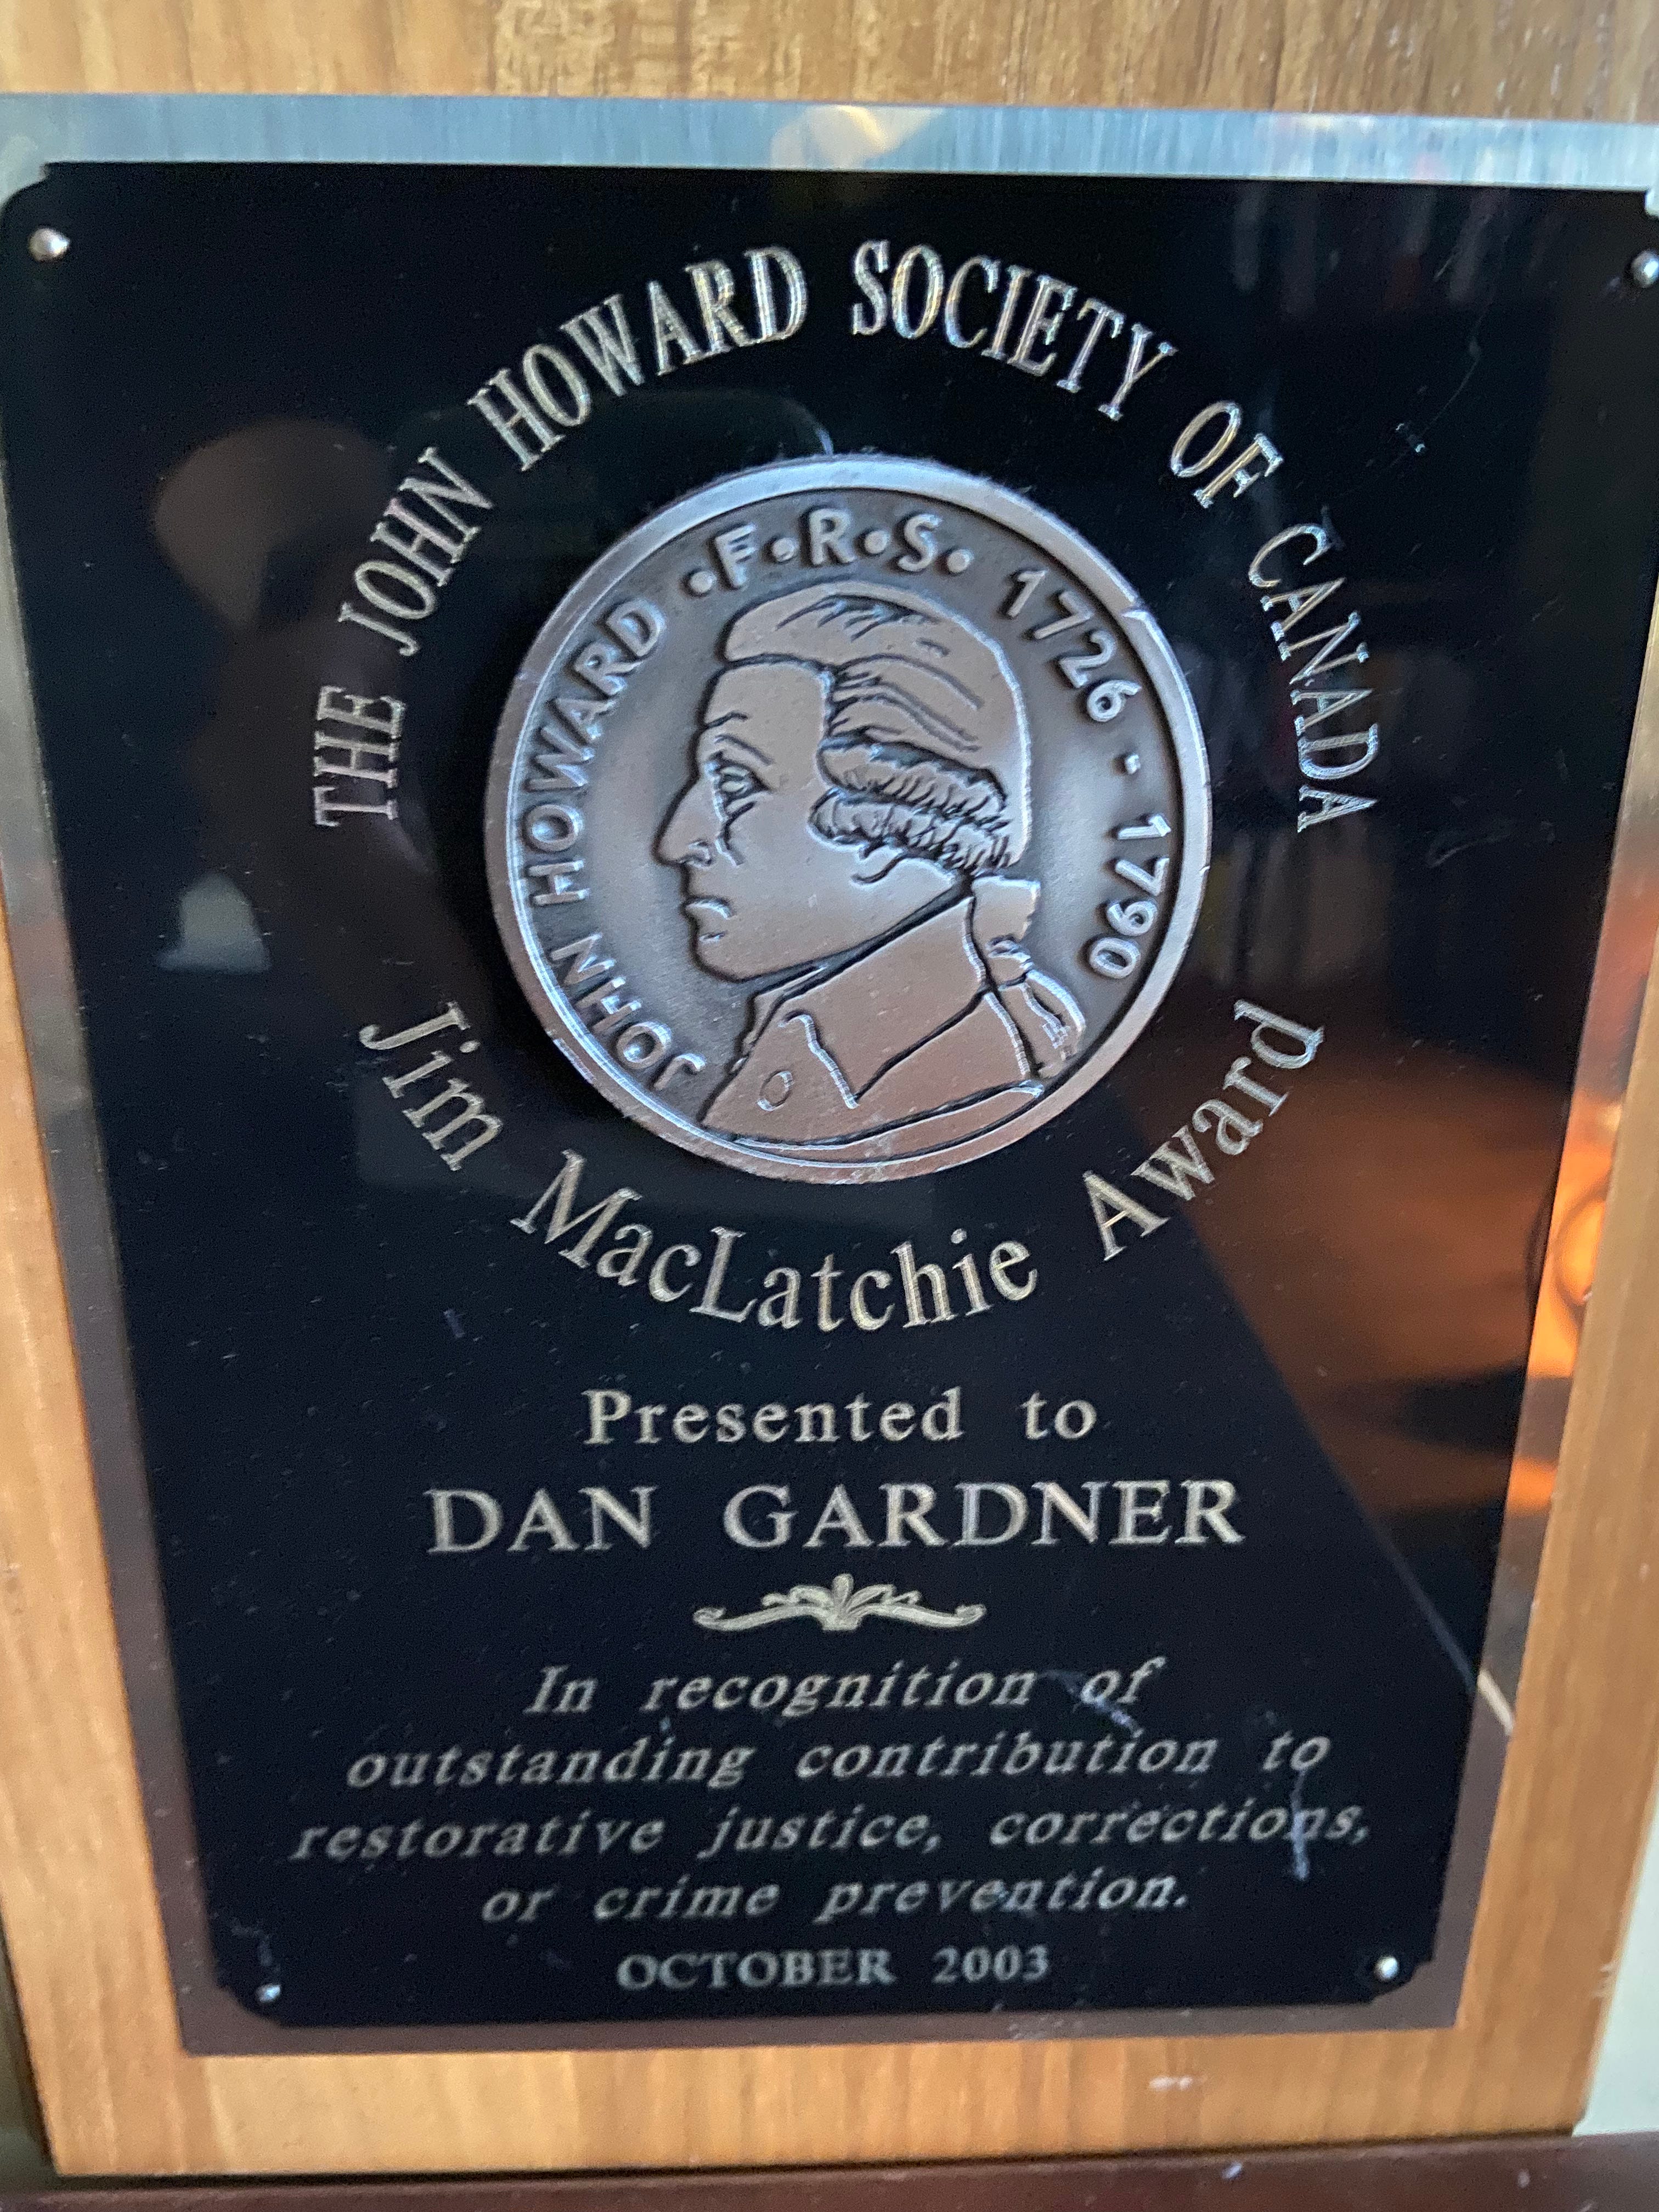 THE JOHN HOWARD SOCIETY OF CANADA
JOHN HOWARD •F•R•S• 1726 · 1790
Jim MacLatchie Award
Presented to
DAN GARDNER
In recognition of
outstanding contribution to
restorative justice, corrections,
or crime prevention.
OCTOBER 2003